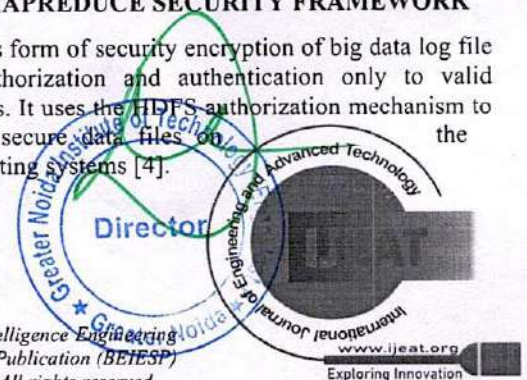 APREDUCE SECURITY FRAMEWORK
s form of security encryption of big data log file
thorization and authentication only to valid
s. It uses the HDFS authorization mechanism to
secure data files on the
ting systems [4].
Greater Noida Institute of Technology
Director
Greater Noida
International Journal of Engineering and Advanced Technology
IJEAT
www.ijeat.org
Exploring Innovation
elligence Engineering
Publication (BEIESP)
All rights reserved